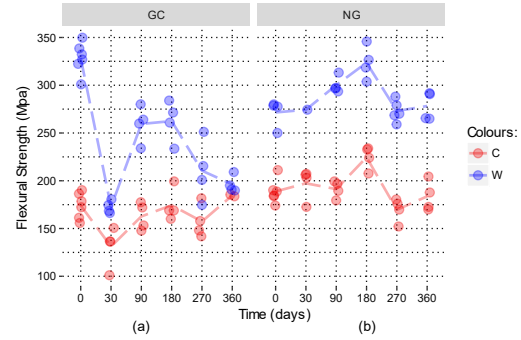 GC
NG
Flexural Strength (Mpa)
350
300
250
200
150
100
0 30 90 180 270 360
0 30 90 180 270 360
Time (days)
(a)
(b)
Colours:
C
W